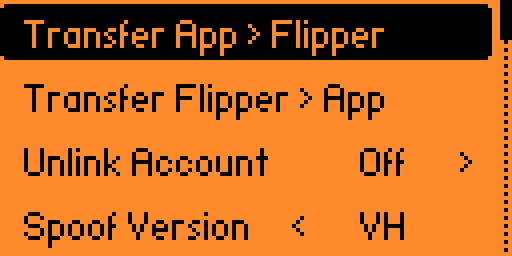 Transfer App > Flipper
Transfer Flipper > App
Unlink Account Off >
Spoof Version < VH